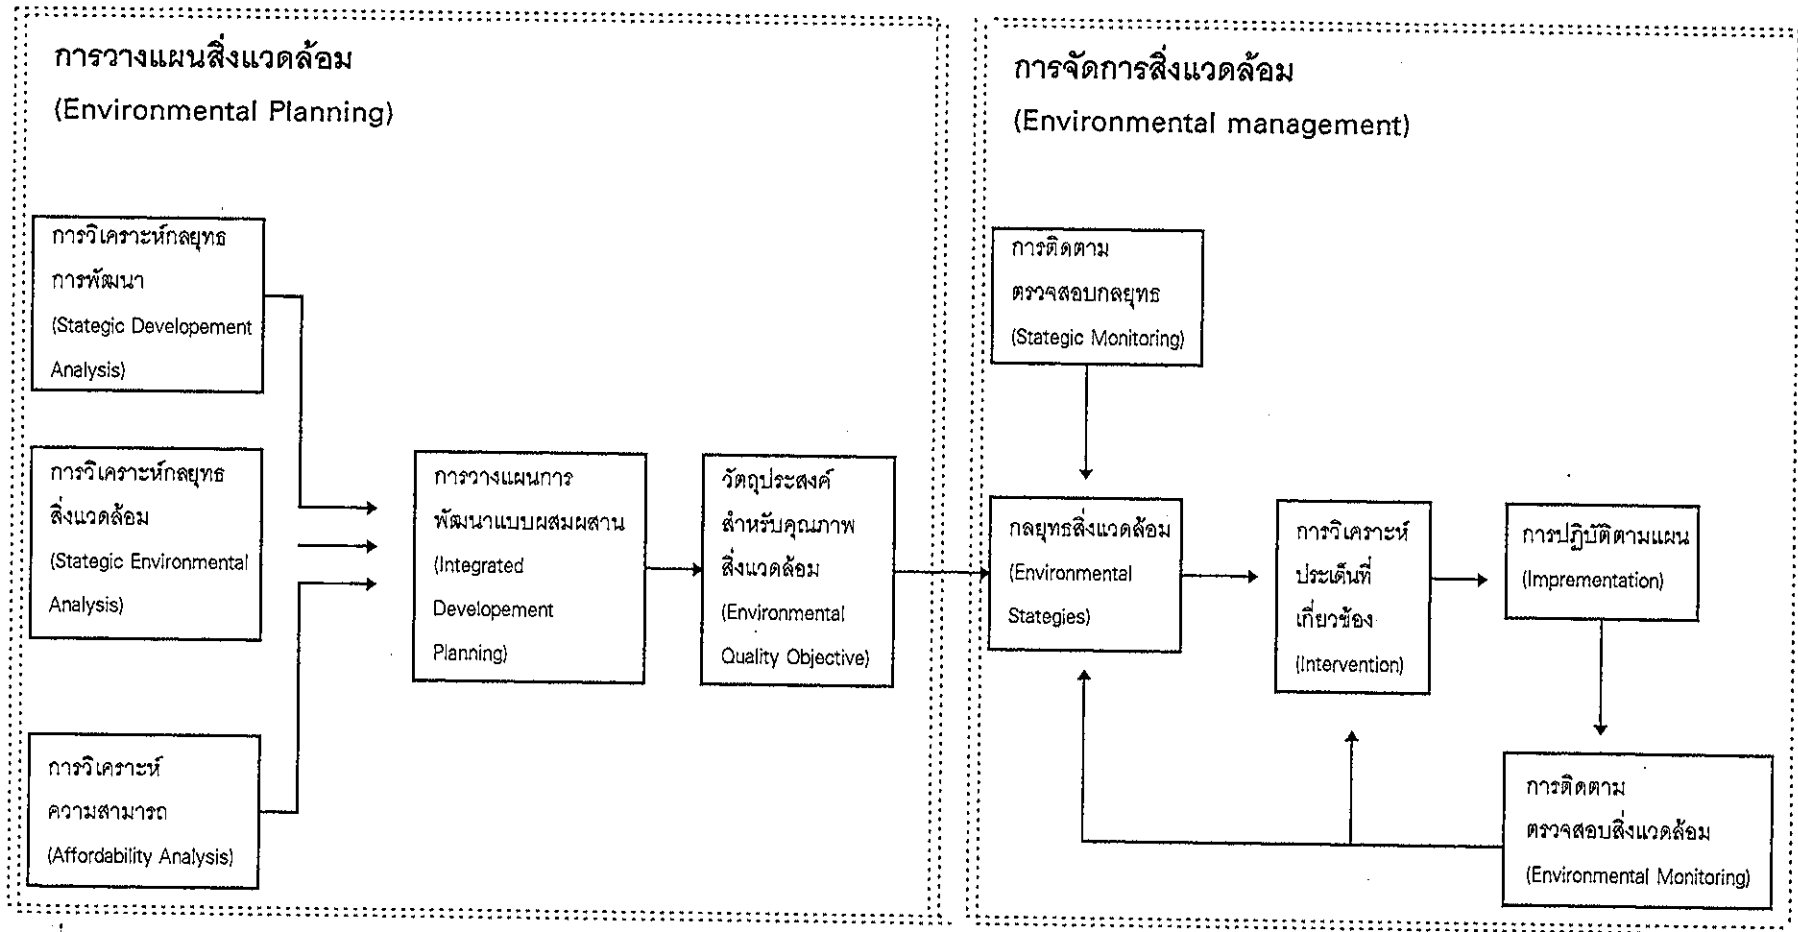 การวางแผนสิ่งแวดล้อม
(Environmental Planning)
การวิเคราะห์กลยุทธ
การพัฒนา
(Stategic Developement
Analysis)
การวิเคราะห์กลยุทธ
สิ่งแวดล้อม
(Stategic Environmental
Analysis)
การวิเคราะห์
ความสามารถ
(Affordability Analysis)
การวางแผนการ
พัฒนาแบบผสมผสาน
(Integrated
Developement
Planning)
วัตถุประสงค์
สำหรับคุณภาพ
สิ่งแวดล้อม
(Environmental
Quality Objective)
การจัดการสิ่งแวดล้อม
(Environmental management)
การติดตาม
ตรวจสอบกลยุทธ
(Stategic Monitoring)
กลยุทธสิ่งแวดล้อม
(Environmental
Stategies)
การวิเคราะห์
ประเด็นที่
เกี่ยวข้อง
(Intervention)
การปฏิบัติตามแผน
(Imprementation)
การติดตาม
ตรวจสอบสิ่งแวดล้อม
(Environmental Monitoring)